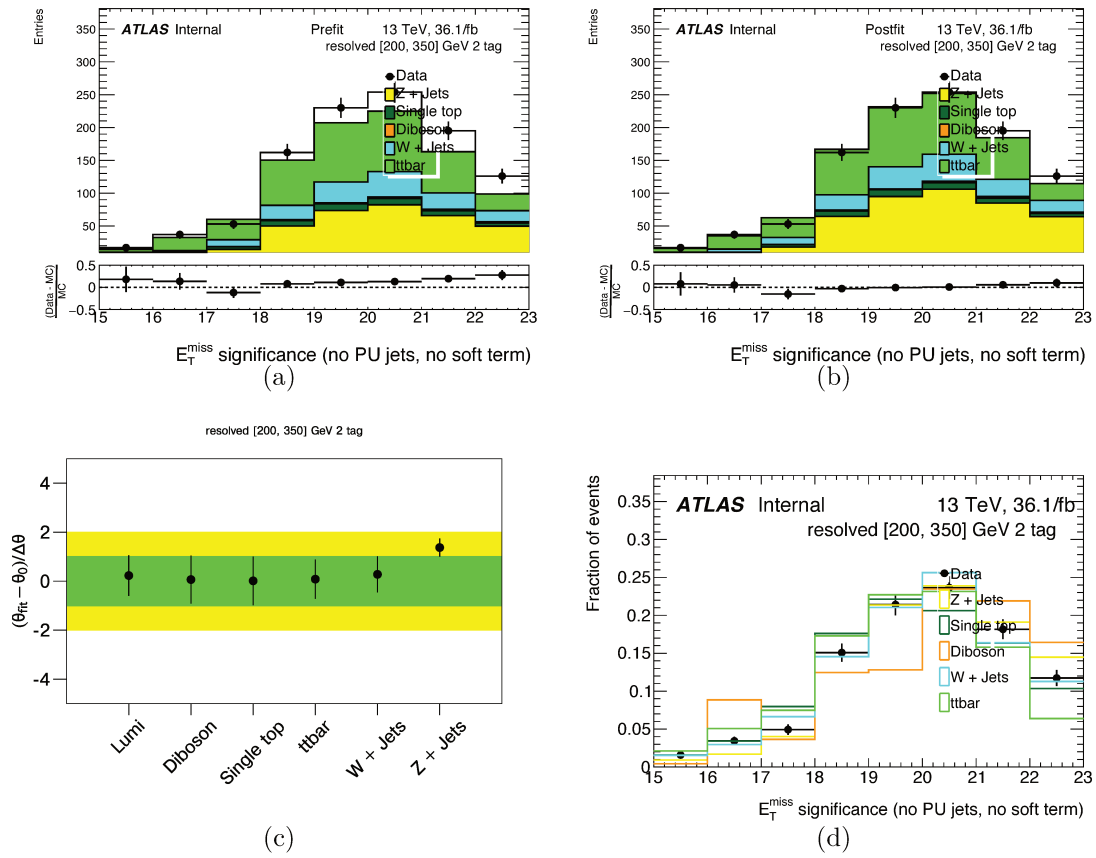 Entries
350
300
250
200
150
100
50
ATLAS Internal
Prefit
13 TeV, 36.1/fb
resolved [200, 350] GeV 2 tag
Data
Z + Jets
Single top
Diboson
W + Jets
ttbar
(Data - MC)
MC
0.5
0
−0.5
15 16 17 18 19 20 21 22 23
E_T^miss significance (no PU jets, no soft term)
(a)
Entries
350
300
250
200
150
100
50
ATLAS Internal
Postfit
13 TeV, 36.1/fb
resolved [200, 350] GeV 2 tag
Data
Z + Jets
Single top
Diboson
W + Jets
ttbar
(Data - MC)
MC
0.5
0
−0.5
15 16 17 18 19 20 21 22 23
E_T^miss significance (no PU jets, no soft term)
(b)
resolved [200, 350] GeV 2 tag
(θ_fit − θ_0)/Δθ
4
2
0
-2
-4
Lumi
Diboson
Single top
ttbar
W + Jets
Z + Jets
(c)
Fraction of events
0.35
0.3
0.25
0.2
0.15
0.1
0.05
0
ATLAS Internal
13 TeV, 36.1/fb
resolved [200, 350] GeV 2 tag
Data
Z + Jets
Single top
Diboson
W + Jets
ttbar
15 16 17 18 19 20 21 22 23
E_T^miss significance (no PU jets, no soft term)
(d)